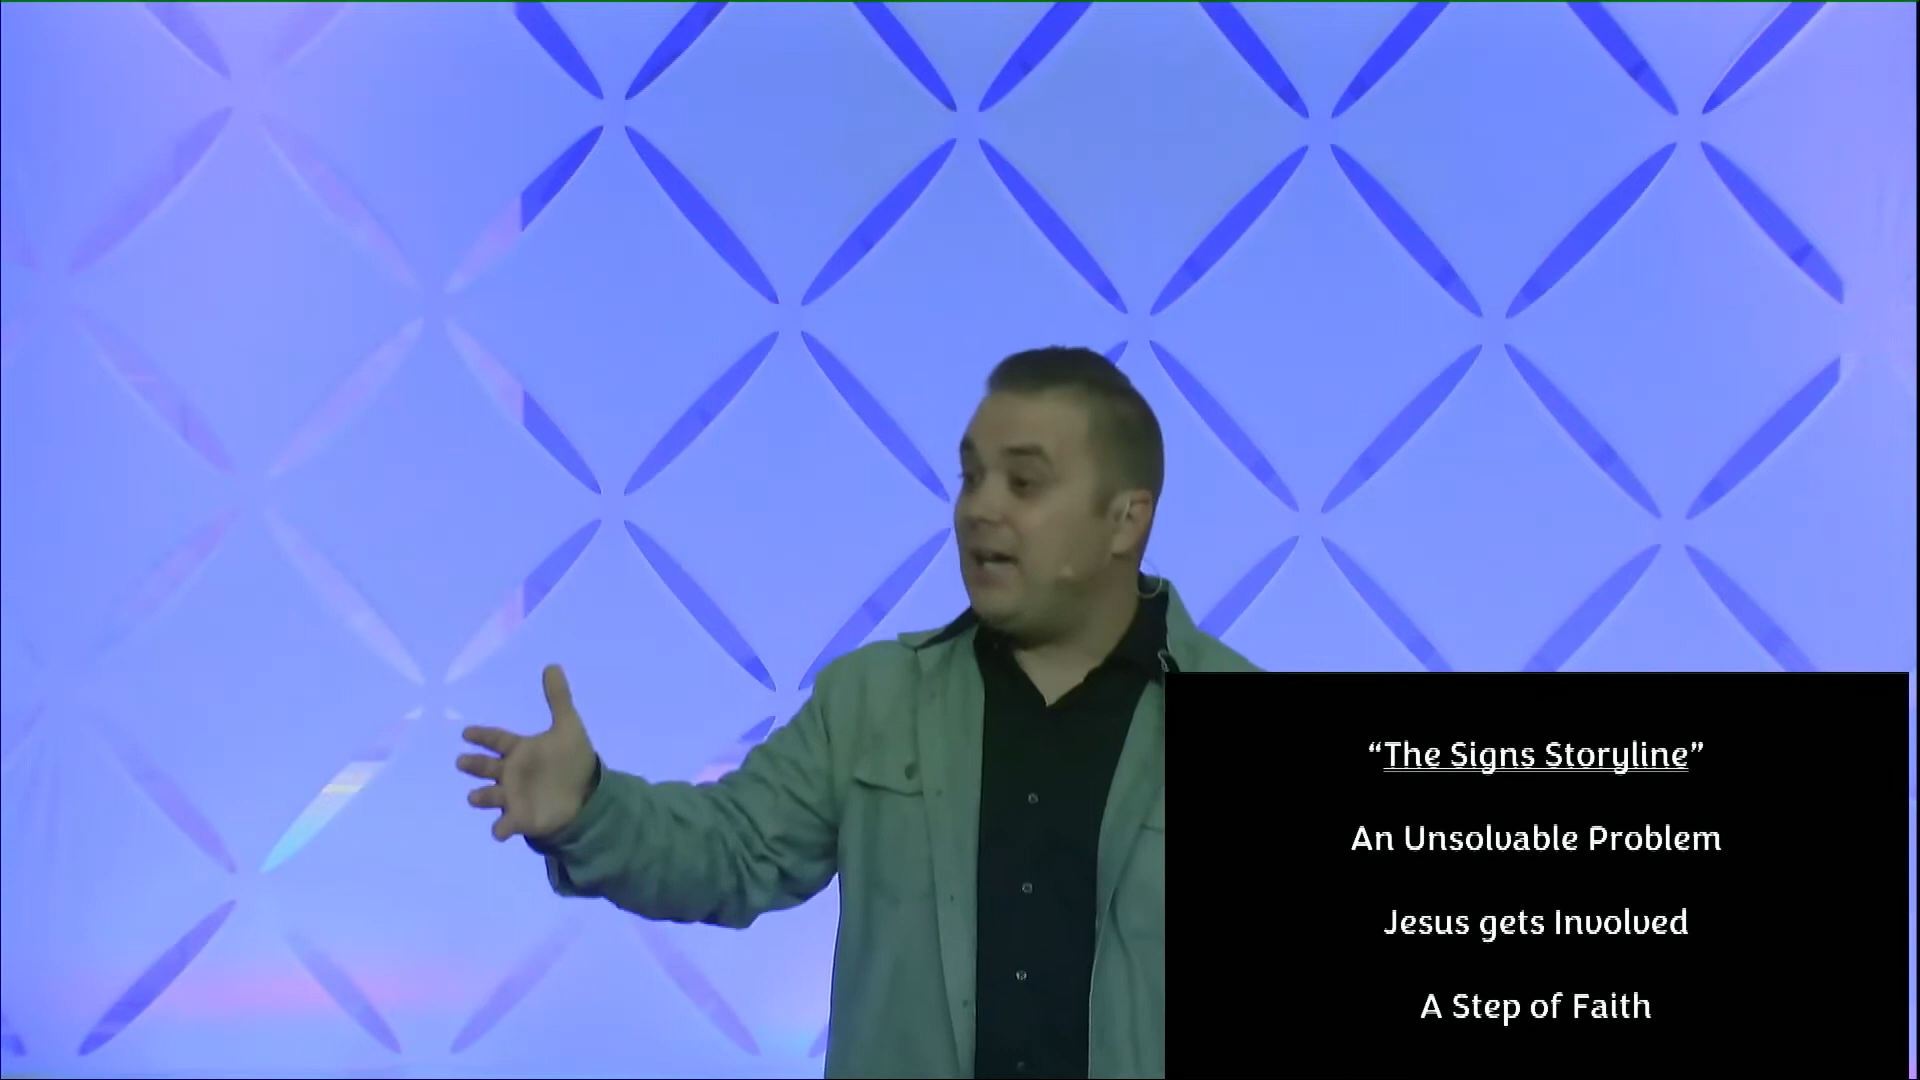 “The Signs Storyline”
An Unsolvable Problem
Jesus gets Involved
A Step of Faith